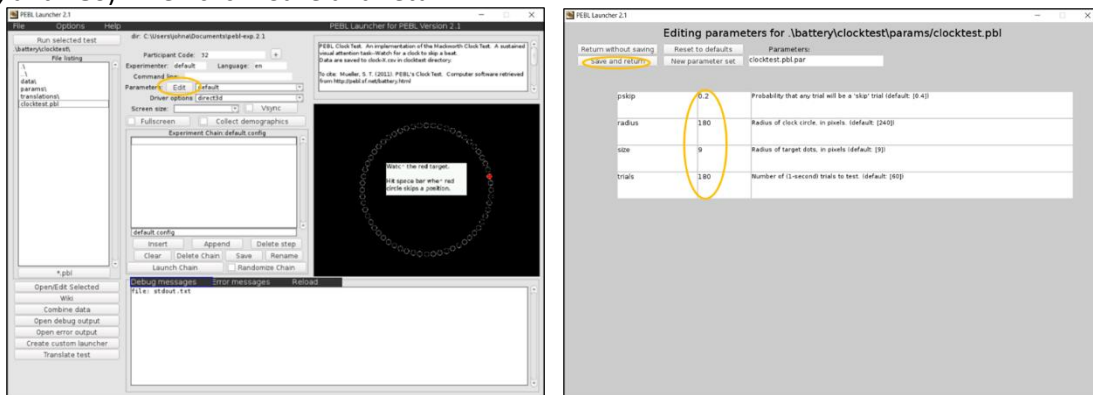 PEBL Launcher 2.1
File Options Help
PEBL Launcher for PEBL Version 2.1
Run selected test
.\battery\clocktest\
File listing
.\
..\
data\
params\
translations\
clocktest.pbl
*.pbl
Open/Edit Selected
Wiki
Combine data
Open debug output
Open error output
Create custom launcher
Translate test
Participant Code: 32 +
Experimenter: default Language: en
Command line:
Parameters: Edit default
Driver options direct3d
Screen size: Vsync
Fullscreen Collect demographics
Experiment Chain:default.config
default.config
Insert Append Delete step
Clear Delete Chain Save Rename
Launch Chain Randomize Chain
PEBL Clock Test. An implementation of the Mackworth Clock Test. A sustained
visual attention task--Watch for a clock to skip a beat.
Data are saved to clock-X.csv in clocktest directory
To cite: Mueller, S. T. (2011). PEBL's Clock Test. Computer software retrieved
from http://pebl.sf.net/battery.html
Watch the red target.
Hit space bar when red
circle skips a position.
Debug messages Error messages Reload
file: stdout.txt
PEBL Launcher 2.1
Editing parameters for .\battery\clocktest\params/clocktest.pbl
Return without saving Reset to defaults Parameters:
Save and return New parameter set clocktest.pbl.par
pskip 0.2 Probability that any trial will be a 'skip' trial (default: [0.4])
radius 180 Radius of clock circle, in pixels. (default: [240])
size 9 Radius of target dots, in pixels (default: [9])
trials 180 Number of (1-second) trials to test. (default: [60])